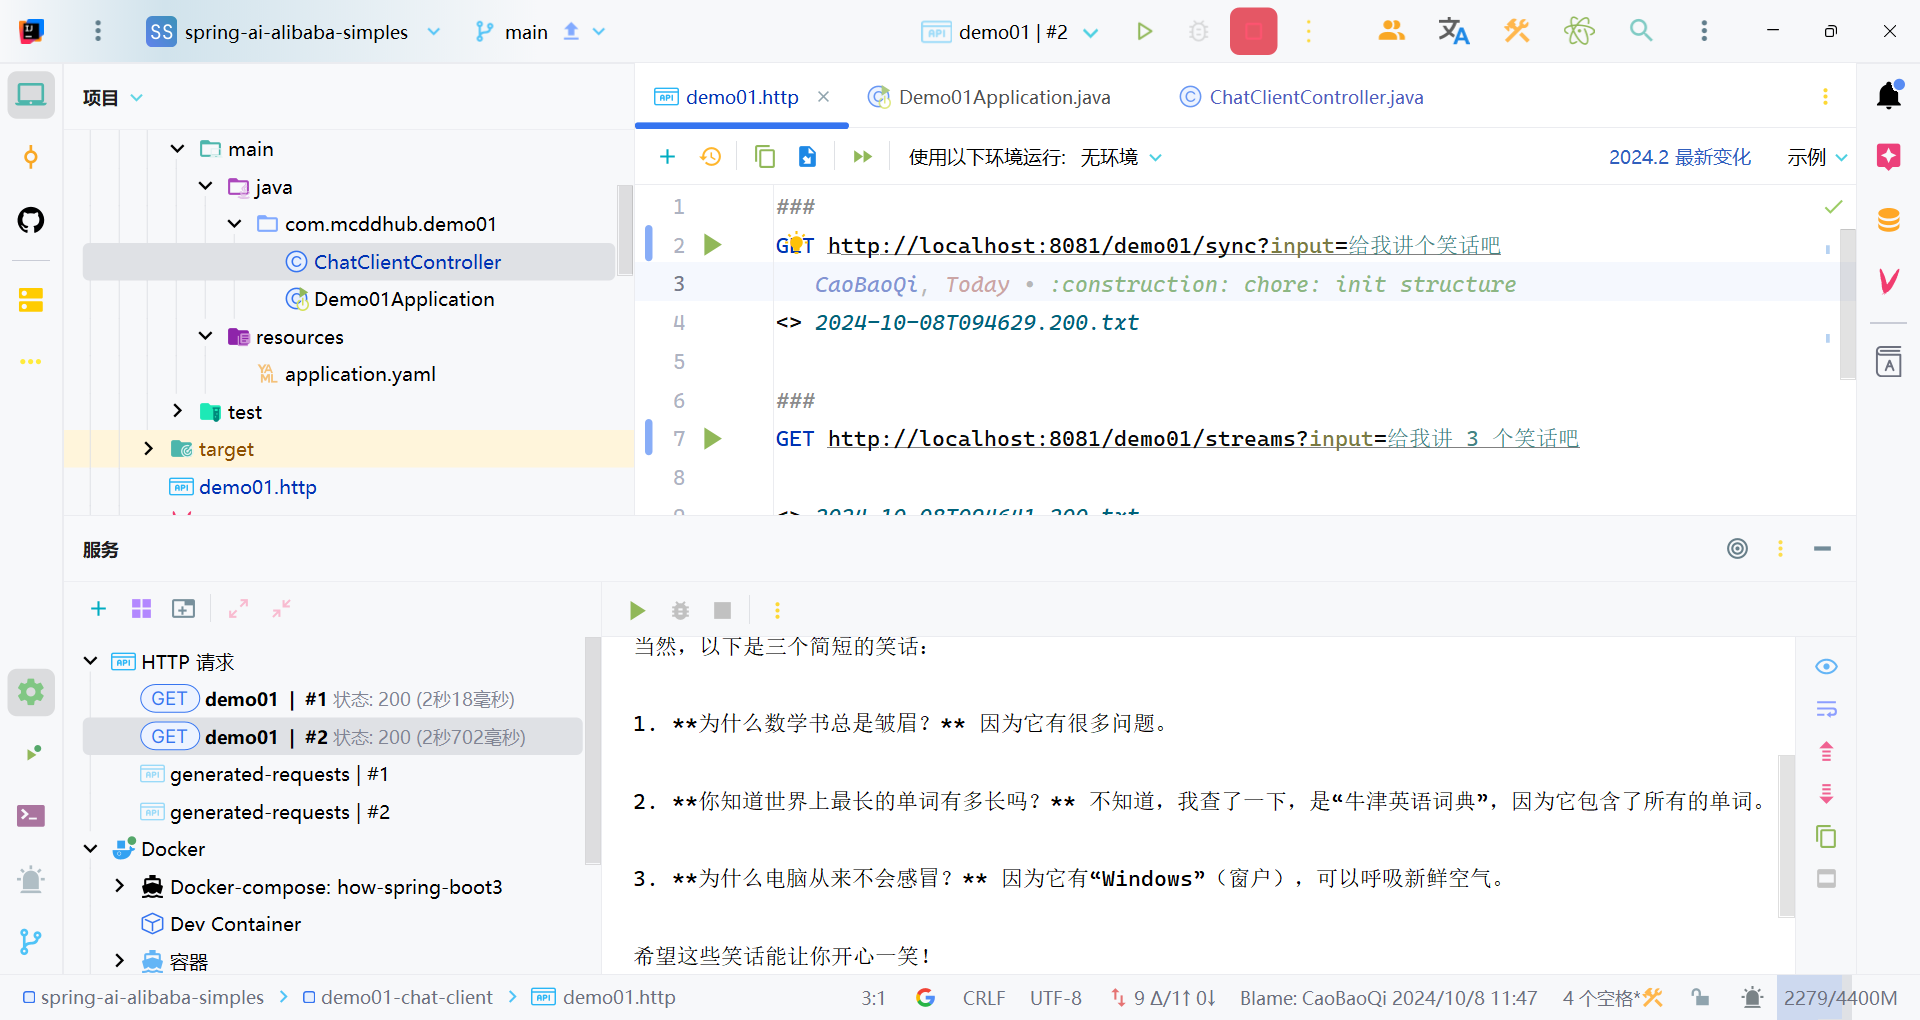 SS spring-ai-alibaba-simples
main
demo01 | #2
项目
main
java
com.mcddhub.demo01
ChatClientController
Demo01Application
resources
application.yaml
test
target
demo01.http
demo01.http
Demo01Application.java
ChatClientController.java
使用以下环境运行: 无环境
2024.2 最新变化
示例
1 ###
2 GET http://localhost:8081/demo01/sync?input=给我讲个笑话吧
3 CaoBaoQi, Today • :construction: chore: init structure
4 <> 2024-10-08T094629.200.txt
5
6 ###
7 GET http://localhost:8081/demo01/streams?input=给我讲 3 个笑话吧
8
9 <> 2024-10-08T094641.200.txt
服务
HTTP 请求
GET demo01 | #1 状态: 200 (2秒18毫秒)
GET demo01 | #2 状态: 200 (2秒702毫秒)
generated-requests | #1
generated-requests | #2
Docker
Docker-compose: how-spring-boot3
Dev Container
容器
当然，以下是三个简短的笑话：
1. **为什么数学书总是皱眉？** 因为它有很多问题。
2. **你知道世界上最长的单词有多长吗？** 不知道，我查了一下，是“牛津英语词典”，因为它包含了所有的单词。
3. **为什么电脑从来不会感冒？** 因为它有“Windows”（窗户），可以呼吸新鲜空气。
希望这些笑话能让你开心一笑！
spring-ai-alibaba-simples
demo01-chat-client
demo01.http
3:1
CRLF
UTF-8
9 Δ/1↑ 0↓
Blame: CaoBaoQi 2024/10/8 11:47
4 个空格*
2279/4400M